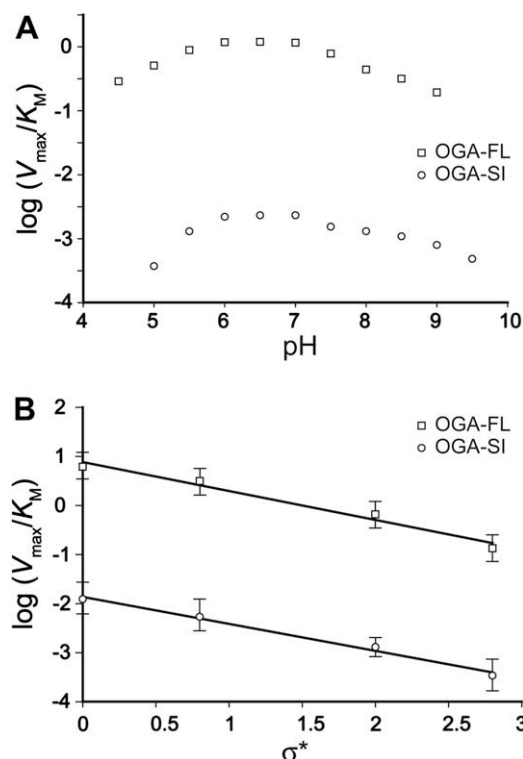 A
log (Vmax/KM)
0
-1
-2
-3
-4
OGA-FL
OGA-SI
4 5 6 7 8 9 10
pH
B
log (Vmax/KM)
2
1
0
-1
-2
-3
-4
OGA-FL
OGA-SI
0 0.5 1 1.5 2 2.5 3
σ*